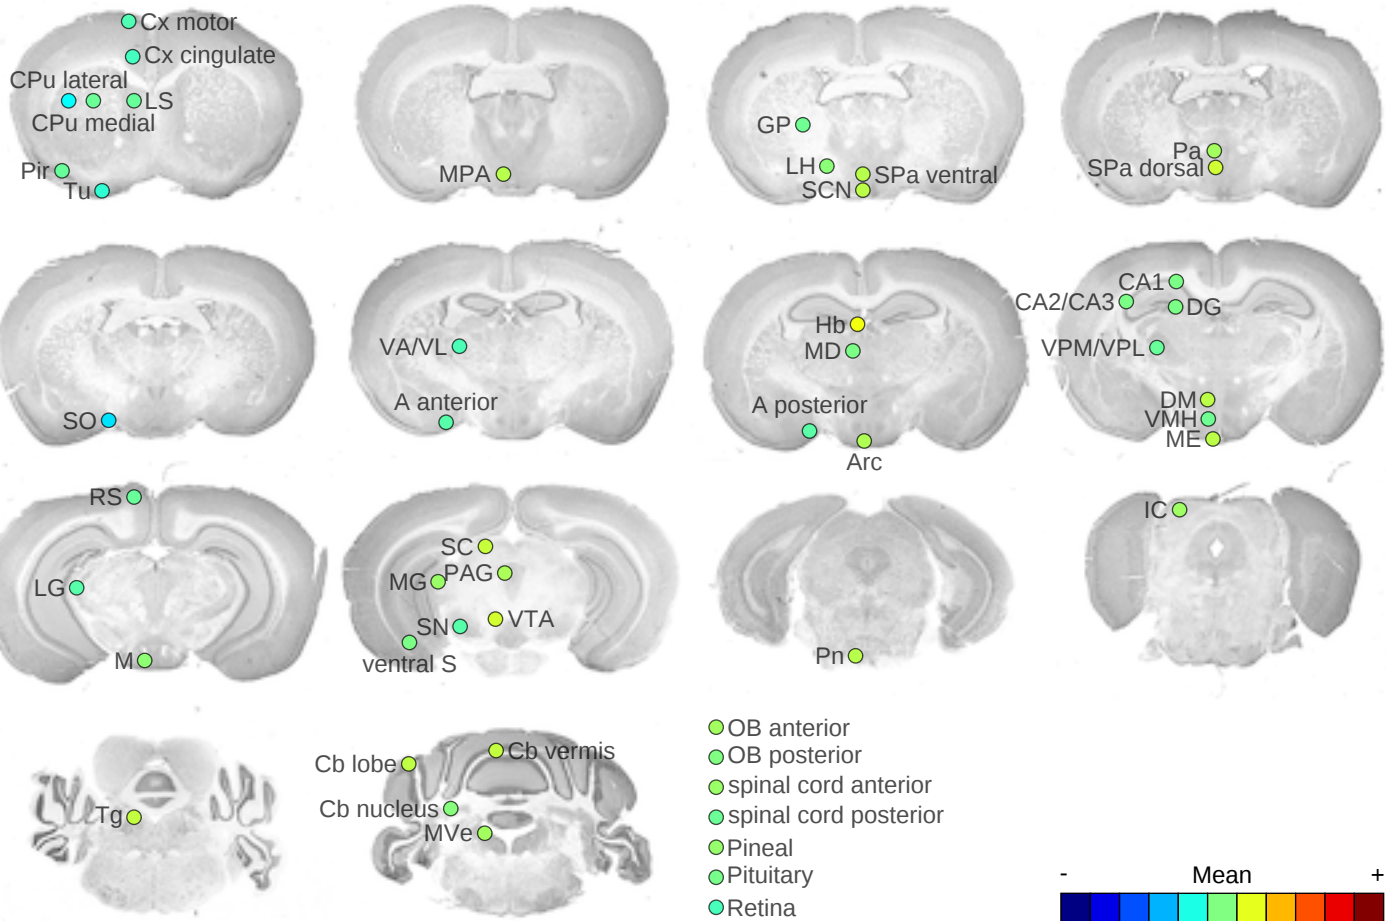 Cx motor
Cx cingulate
CPu lateral
LS
CPu medial
Pir
Tu
MPA
GP
LH
SPa ventral
SCN
Pa
SPa dorsal
SO
VA/VL
A anterior
Hb
MD
A posterior
Arc
CA1
CA2/CA3
DG
VPM/VPL
DM
VMH
ME
RS
LG
M
SC
MG
PAG
SN
VTA
ventral S
Pn
IC
Tg
Cb lobe
Cb vermis
Cb nucleus
MVe
OB anterior
OB posterior
spinal cord anterior
spinal cord posterior
Pineal
Pituitary
Retina
- Mean +